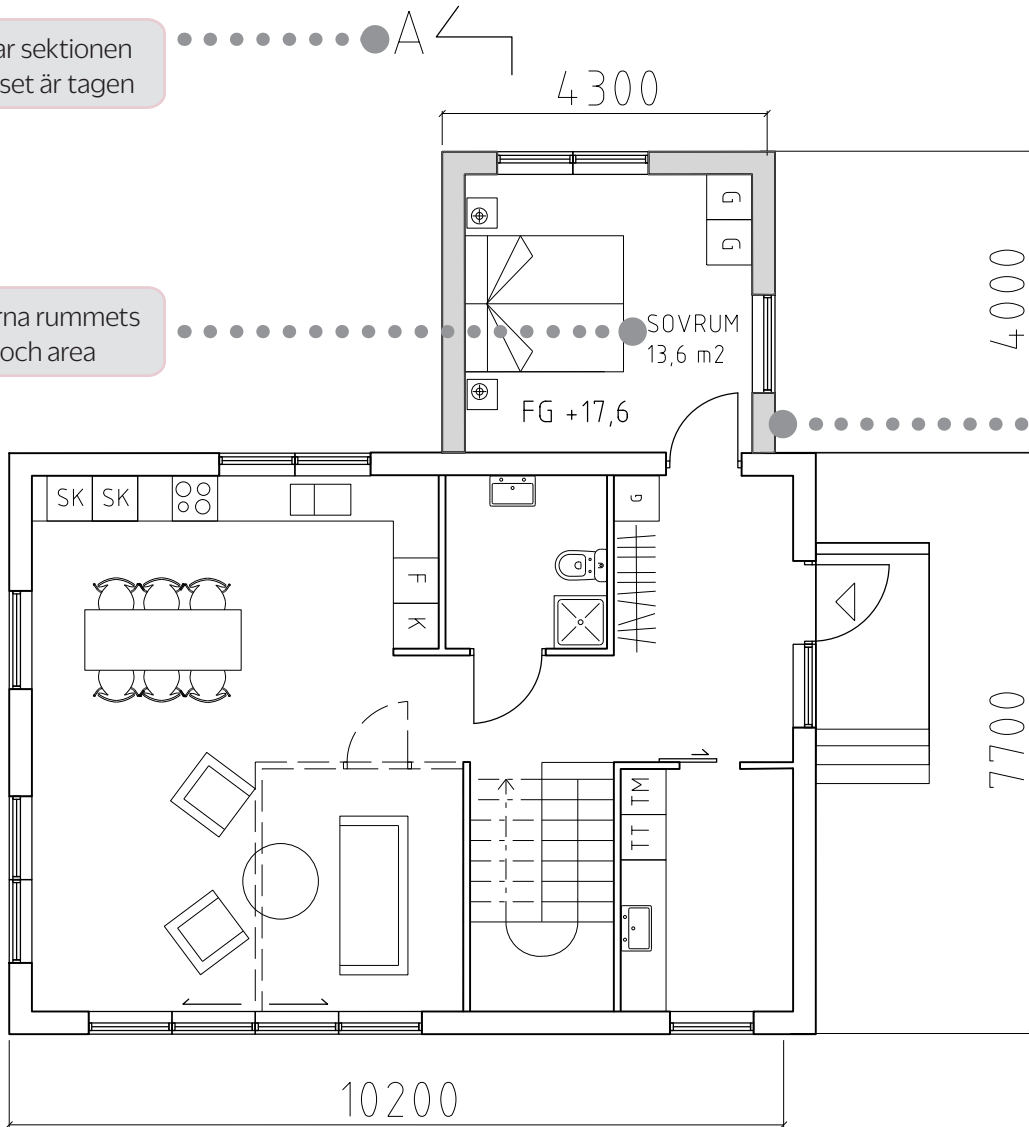 ar sektionen
set är tagen
A
4300
G
G
4000
rna rummets
och area
SOVRUM
13,6 m2
FG +17,6
SK SK
G
F
K
7700
TM
TT
10200